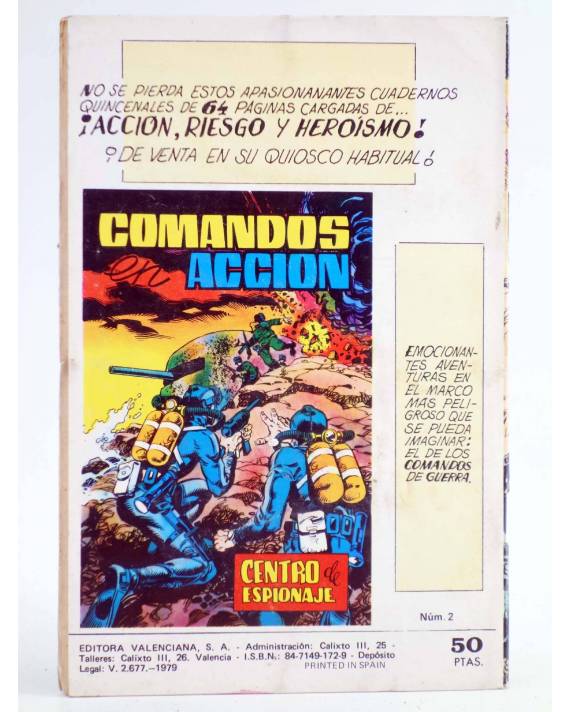 NO SE PIERDA ESTOS APASIONANANTES CUADERNOS
QUINCENALES DE 64 PÁGINAS CARGADAS DE...
¡ACCION, RIESGO Y HEROÍSMO!
¡DE VENTA EN SU QUIOSCO HABITUAL!
COMANDOS
en ACCION
EMOCIONAN-
TES AVEN-
TURAS EN
EL MARCO
MAS PELI-
GROSO QUE
SE PUEDA
IMAGINAR:
EL DE LOS
COMANDOS
DE GUERRA.
CENTRO de
ESPIONAJE
Núm. 2
EDITORA VALENCIANA, S. A. - Administración: Calixto III, 25 -
Talleres: Calixto III, 26. Valencia - I.S.B.N.: 84-7149-172-9 - Depósito
Legal: V. 2.677.-1979
PRINTED IN SPAIN
50
PTAS.